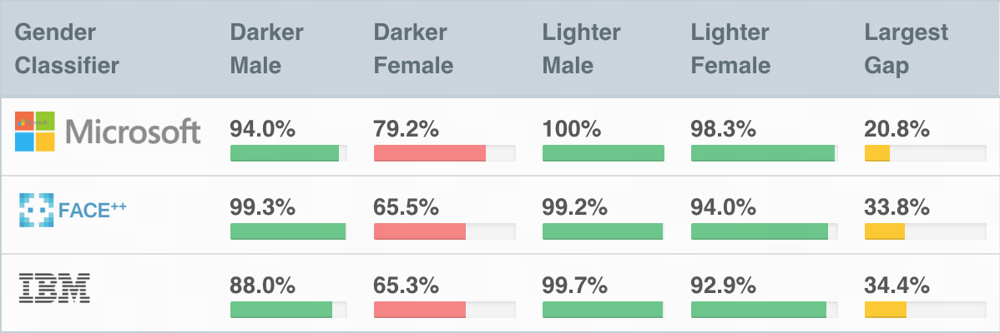 Gender Classifier Darker Male Darker Female Lighter Male Lighter Female Largest Gap
Microsoft 94.0% 79.2% 100% 98.3% 20.8%
FACE++ 99.3% 65.5% 99.2% 94.0% 33.8%
IBM 88.0% 65.3% 99.7% 92.9% 34.4%